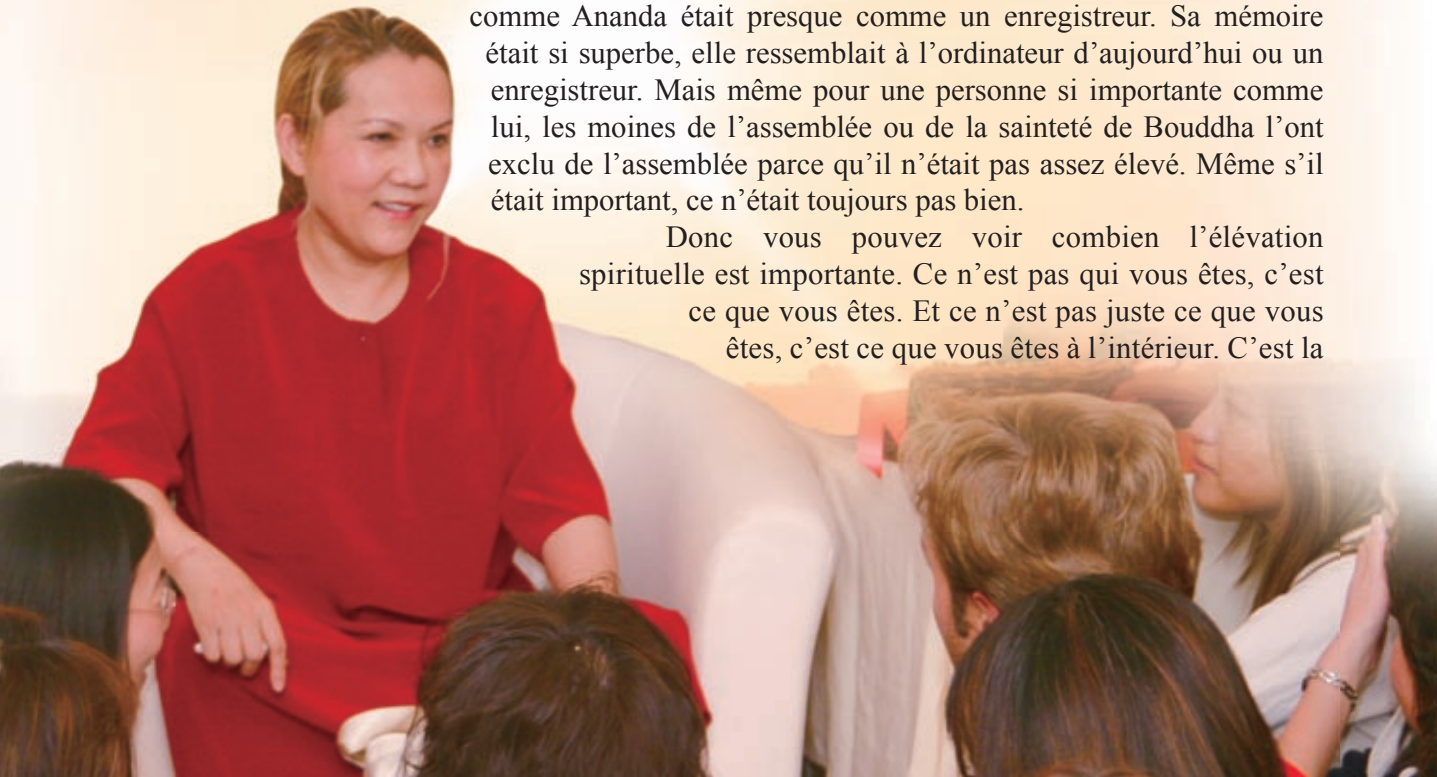 comme Ananda était presque comme un enregistreur. Sa mémoire
était si superbe, elle ressemblait à l’ordinateur d’aujourd’hui ou un
enregistreur. Mais même pour une personne si importante comme
lui, les moines de l’assemblée ou de la sainteté de Bouddha l’ont
exclu de l’assemblée parce qu’il n’était pas assez élevé. Même s’il
était important, ce n’était toujours pas bien.
Donc vous pouvez voir combien l’élévation
spirituelle est importante. Ce n’est pas qui vous êtes, c’est
ce que vous êtes. Et ce n’est pas juste ce que vous
êtes, c’est ce que vous êtes à l’intérieur. C’est la